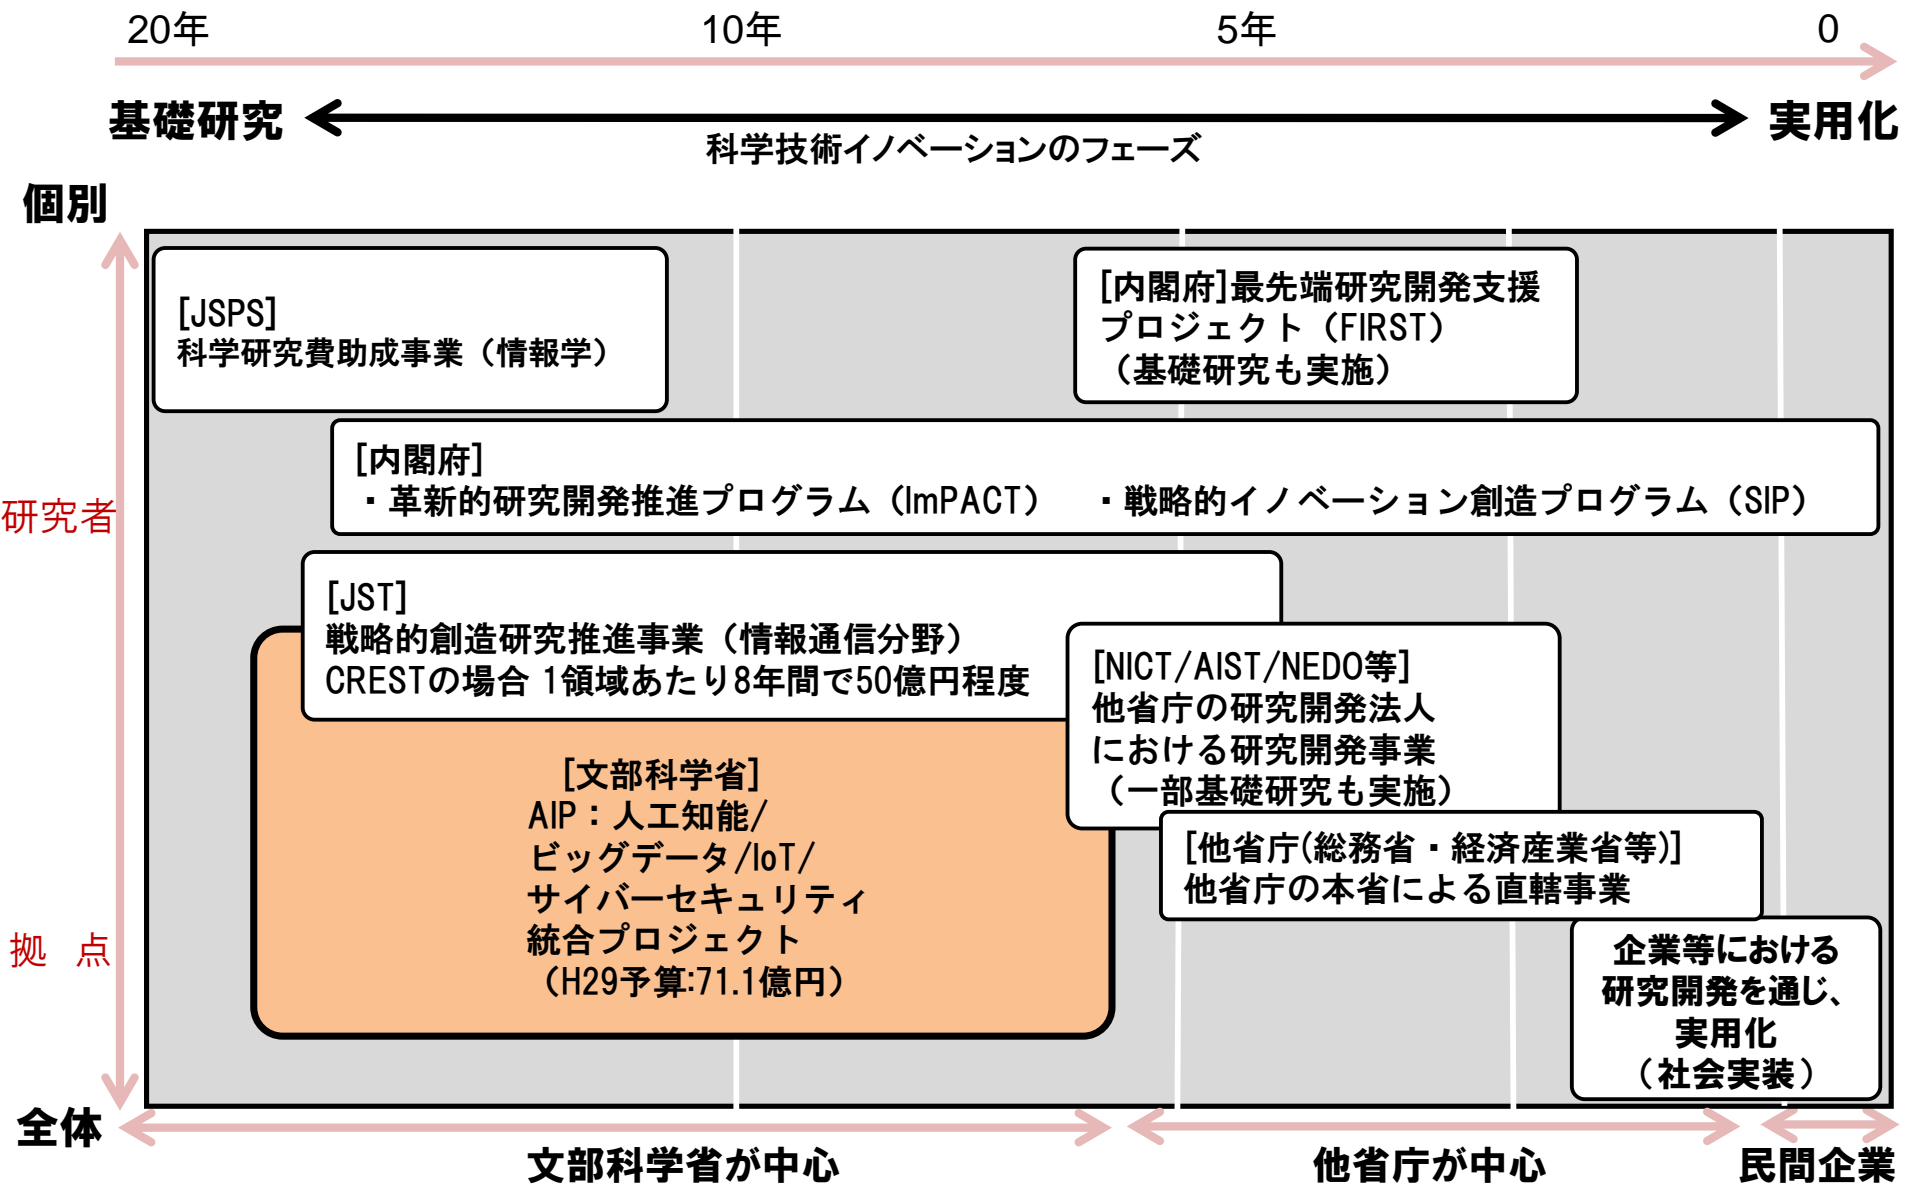 20年 10年 5年 0
基礎研究 実用化
科学技術イノベーションのフェーズ
個別
[JSPS]
科学研究費助成事業（情報学）
[内閣府]最先端研究開発支援
プロジェクト（FIRST）
（基礎研究も実施）
[内閣府]
・革新的研究開発推進プログラム（ImPACT） ・戦略的イノベーション創造プログラム（SIP）
研究者
[JST]
戦略的創造研究推進事業（情報通信分野）
CRESTの場合 1領域あたり8年間で50億円程度
[NICT/AIST/NEDO等]
他省庁の研究開発法人
における研究開発事業
（一部基礎研究も実施）
[文部科学省]
AIP：人工知能/
ビッグデータ/IoT/
サイバーセキュリティ
統合プロジェクト
（H29予算:71.1億円）
[他省庁(総務省・経済産業省等)]
他省庁の本省による直轄事業
拠　点
企業等における
研究開発を通じ、
実用化
（社会実装）
全体
文部科学省が中心 他省庁が中心 民間企業